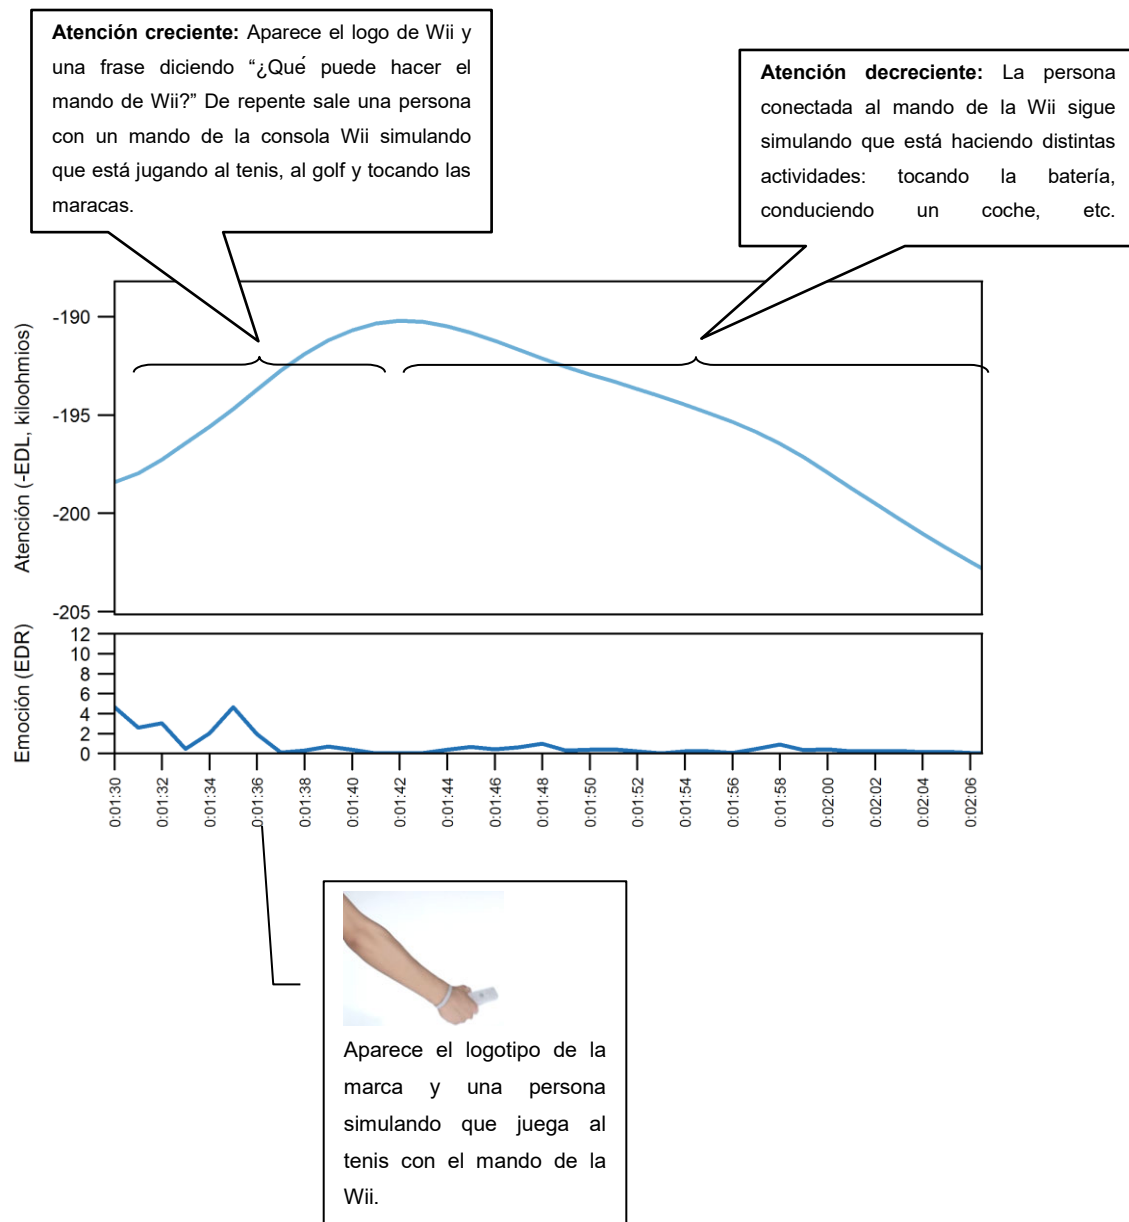 Atención creciente: Aparece el logo de Wii y
una frase diciendo “¿Qué puede hacer el
mando de Wii?” De repente sale una persona
con un mando de la consola Wii simulando
que está jugando al tenis, al golf y tocando las
maracas.
Atención decreciente: La persona
conectada al mando de la Wii sigue
simulando que está haciendo distintas
actividades: tocando la batería,
conduciendo un coche, etc.
Atención (-EDL, kiloohmios)
-190
-195
-200
-205
Emoción (EDR)
12
10
8
6
4
2
0
0:01:30
0:01:32
0:01:34
0:01:36
0:01:38
0:01:40
0:01:42
0:01:44
0:01:46
0:01:48
0:01:50
0:01:52
0:01:54
0:01:56
0:01:58
0:02:00
0:02:02
0:02:04
0:02:06
Aparece el logotipo de la
marca y una persona
simulando que juega al
tenis con el mando de la
Wii.